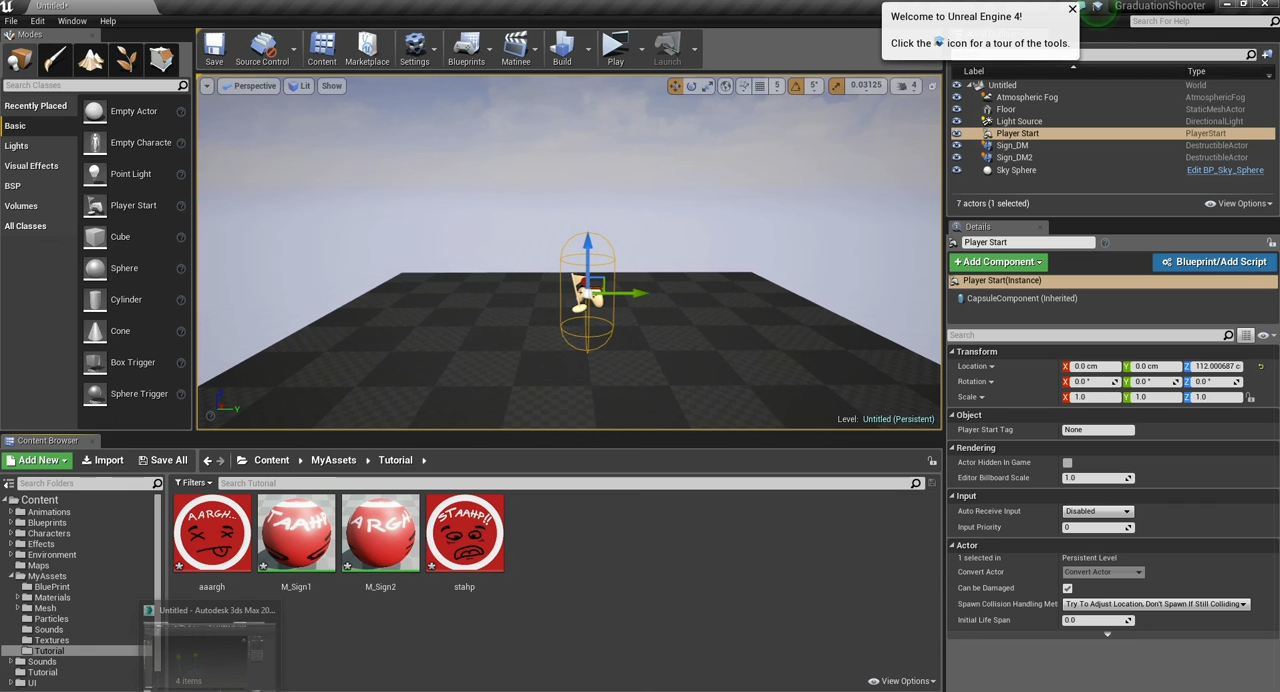 Untitled*
GraduationShooter
File Edit Window Help
Welcome to Unreal Engine 4!
Click the icon for a tour of the tools.
Search For Help
Modes
Save
Source Control
Content
Marketplace
Settings
Blueprints
Matinee
Build
Play
Launch
Search Classes
Recently Placed
Basic
Lights
Visual Effects
BSP
Volumes
All Classes
Empty Actor
Empty Characte
Point Light
Player Start
Cube
Sphere
Cylinder
Cone
Box Trigger
Sphere Trigger
Perspective
Lit
Show
5
5°
0.03125
4
Y
Level: Untitled (Persistent)
Label Type
Untitled World
Atmospheric Fog AtmosphericFog
Floor StaticMeshActor
Light Source DirectionalLight
Player Start PlayerStart
Sign_DM DestructibleActor
Sign_DM2 DestructibleActor
Sky Sphere Edit BP_Sky_Sphere
7 actors (1 selected) View Options
Details
Player Start
+Add Component
Blueprint/Add Script
Player Start(Instance)
CapsuleComponent (Inherited)
Search
Transform
Location X 0.0 cm Y 0.0 cm Z 112.000687 c
Rotation X 0.0 ° Y 0.0 ° Z 0.0 °
Scale X 1.0 Y 1.0 Z 1.0
Object
Player Start Tag None
Rendering
Actor Hidden In Game
Editor Billboard Scale 1.0
Input
Auto Receive Input Disabled
Input Priority 0
Actor
1 selected in Persistent Level
Convert Actor Convert Actor
Can be Damaged
Spawn Collision Handling Met Try To Adjust Location, Don't Spawn If Still Colliding
Initial Life Span 0.0
Content Browser
Add New
Import
Save All
MyAssets
Tutorial
Search Folders
Filters
Search Tutorial
Content
Animations
Blueprints
Characters
Effects
Environment
Maps
MyAssets
BluePrint
Materials
Mesh
Particles
Sounds
Textures
Tutorial
Sounds
Tutorial
UI
AARGH...
TAAHP
ARGH
STAAHP!!
aaargh
M_Sign1
M_Sign2
stahp
Untitled - Autodesk 3ds Max 20...
4 items
View Options